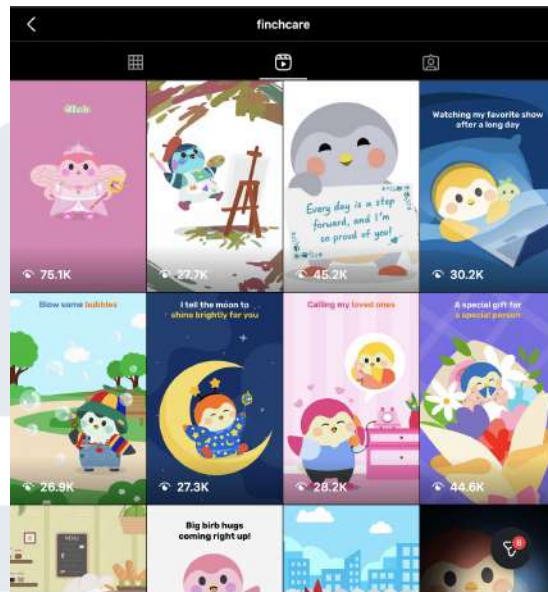 finchcare
75.1K
27.7K
Every day is a step
forward, and I'm
so proud of you!
45.2K
Watching my favorite show
after a long day
30.2K
Blow some bubbles
26.9K
I tell the moon to
shine brightly for you
27.3K
Calling my loved ones
28.2K
A special gift for
a special person
44.6K
MENU
Big birb hugs
coming right up!
8